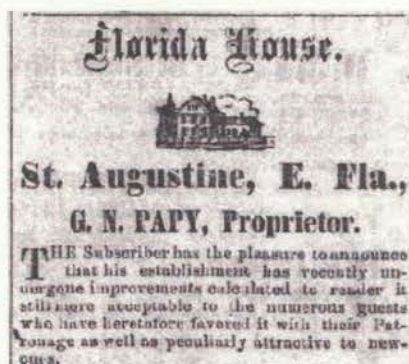 Florida House.
St. Augustine, E. Fla.,
G. N. PAPY, Proprietor.
THE Subscriber has the pleasure to announce
that his establishment has recently un-
dergone improvements calculated to render it
still more acceptable to the numerous guests
who have heretofore favored it with their Pat-
ronage as well as peculiarly attractive to new-